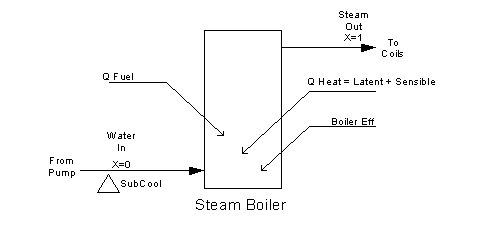 Steam
Out
X=1
To
Coils
Q Fuel
Q Heat = Latent + Sensible
Boiler Eff
Water
In
From
Pump
X=0
SubCool
Steam Boiler